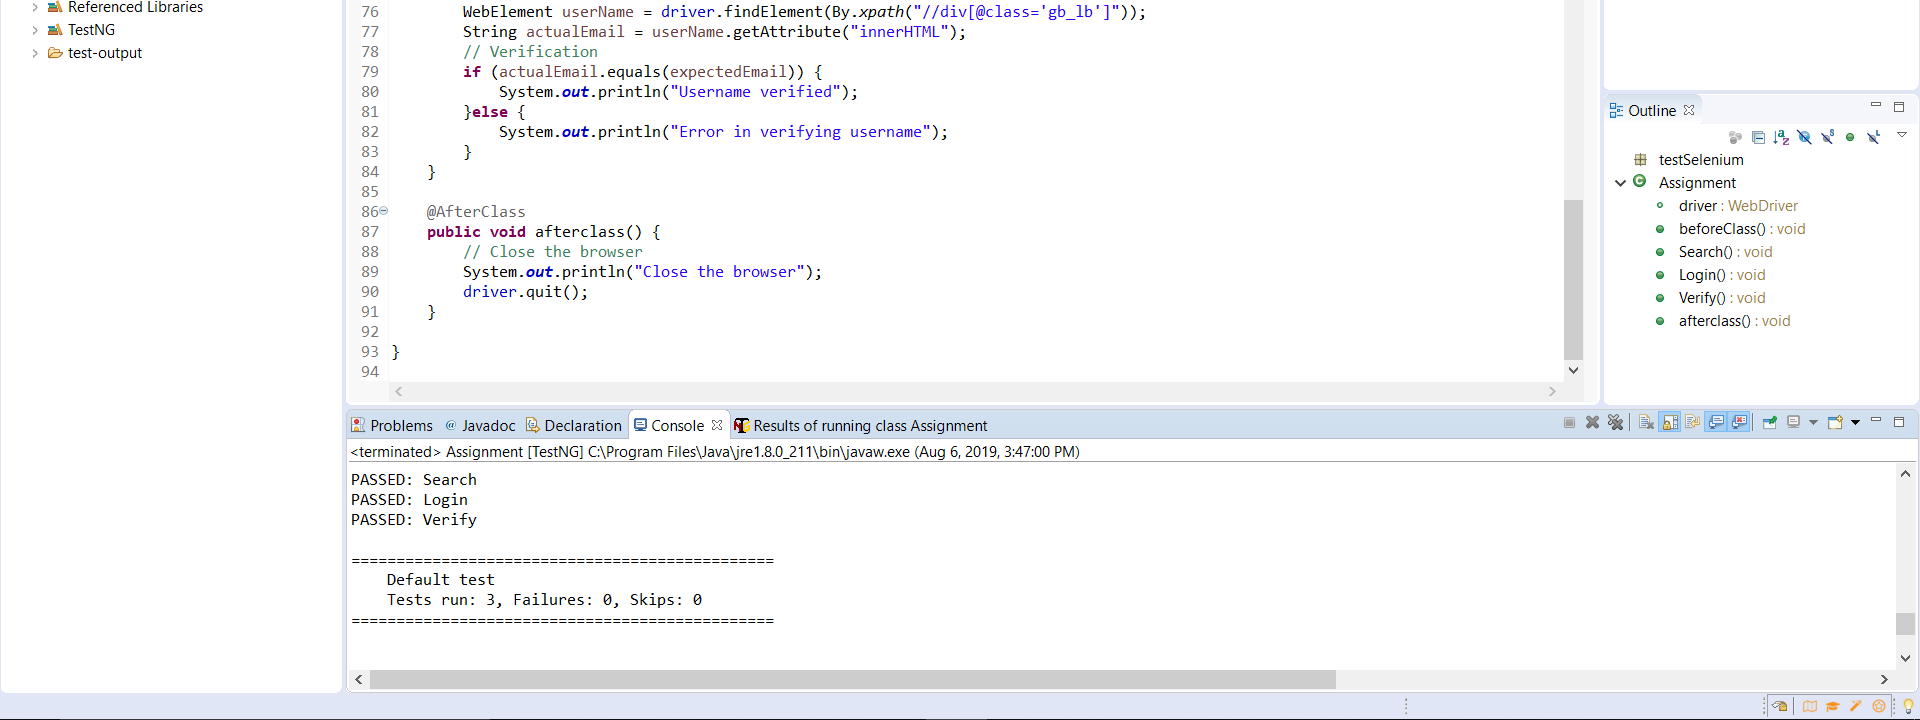 Referenced Libraries
TestNG
test-output
76 WebElement userName = driver.findElement(By.xpath("//div[@class='gb_lb']"));
77 String actualEmail = userName.getAttribute("innerHTML");
78 // Verification
79 if (actualEmail.equals(expectedEmail)) {
80 System.out.println("Username verified");
81 }else {
82 System.out.println("Error in verifying username");
83 }
84 }
85
86 @AfterClass
87 public void afterclass() {
88 // Close the browser
89 System.out.println("Close the browser");
90 driver.quit();
91 }
92
93 }
94
Outline
testSelenium
Assignment
driver : WebDriver
beforeClass() : void
Search() : void
Login() : void
Verify() : void
afterclass() : void
Problems @ Javadoc Declaration Console Results of running class Assignment
<terminated> Assignment [TestNG] C:\Program Files\Java\jre1.8.0_211\bin\javaw.exe (Aug 6, 2019, 3:47:00 PM)
PASSED: Search
PASSED: Login
PASSED: Verify
===============================================
Default test
Tests run: 3, Failures: 0, Skips: 0
===============================================